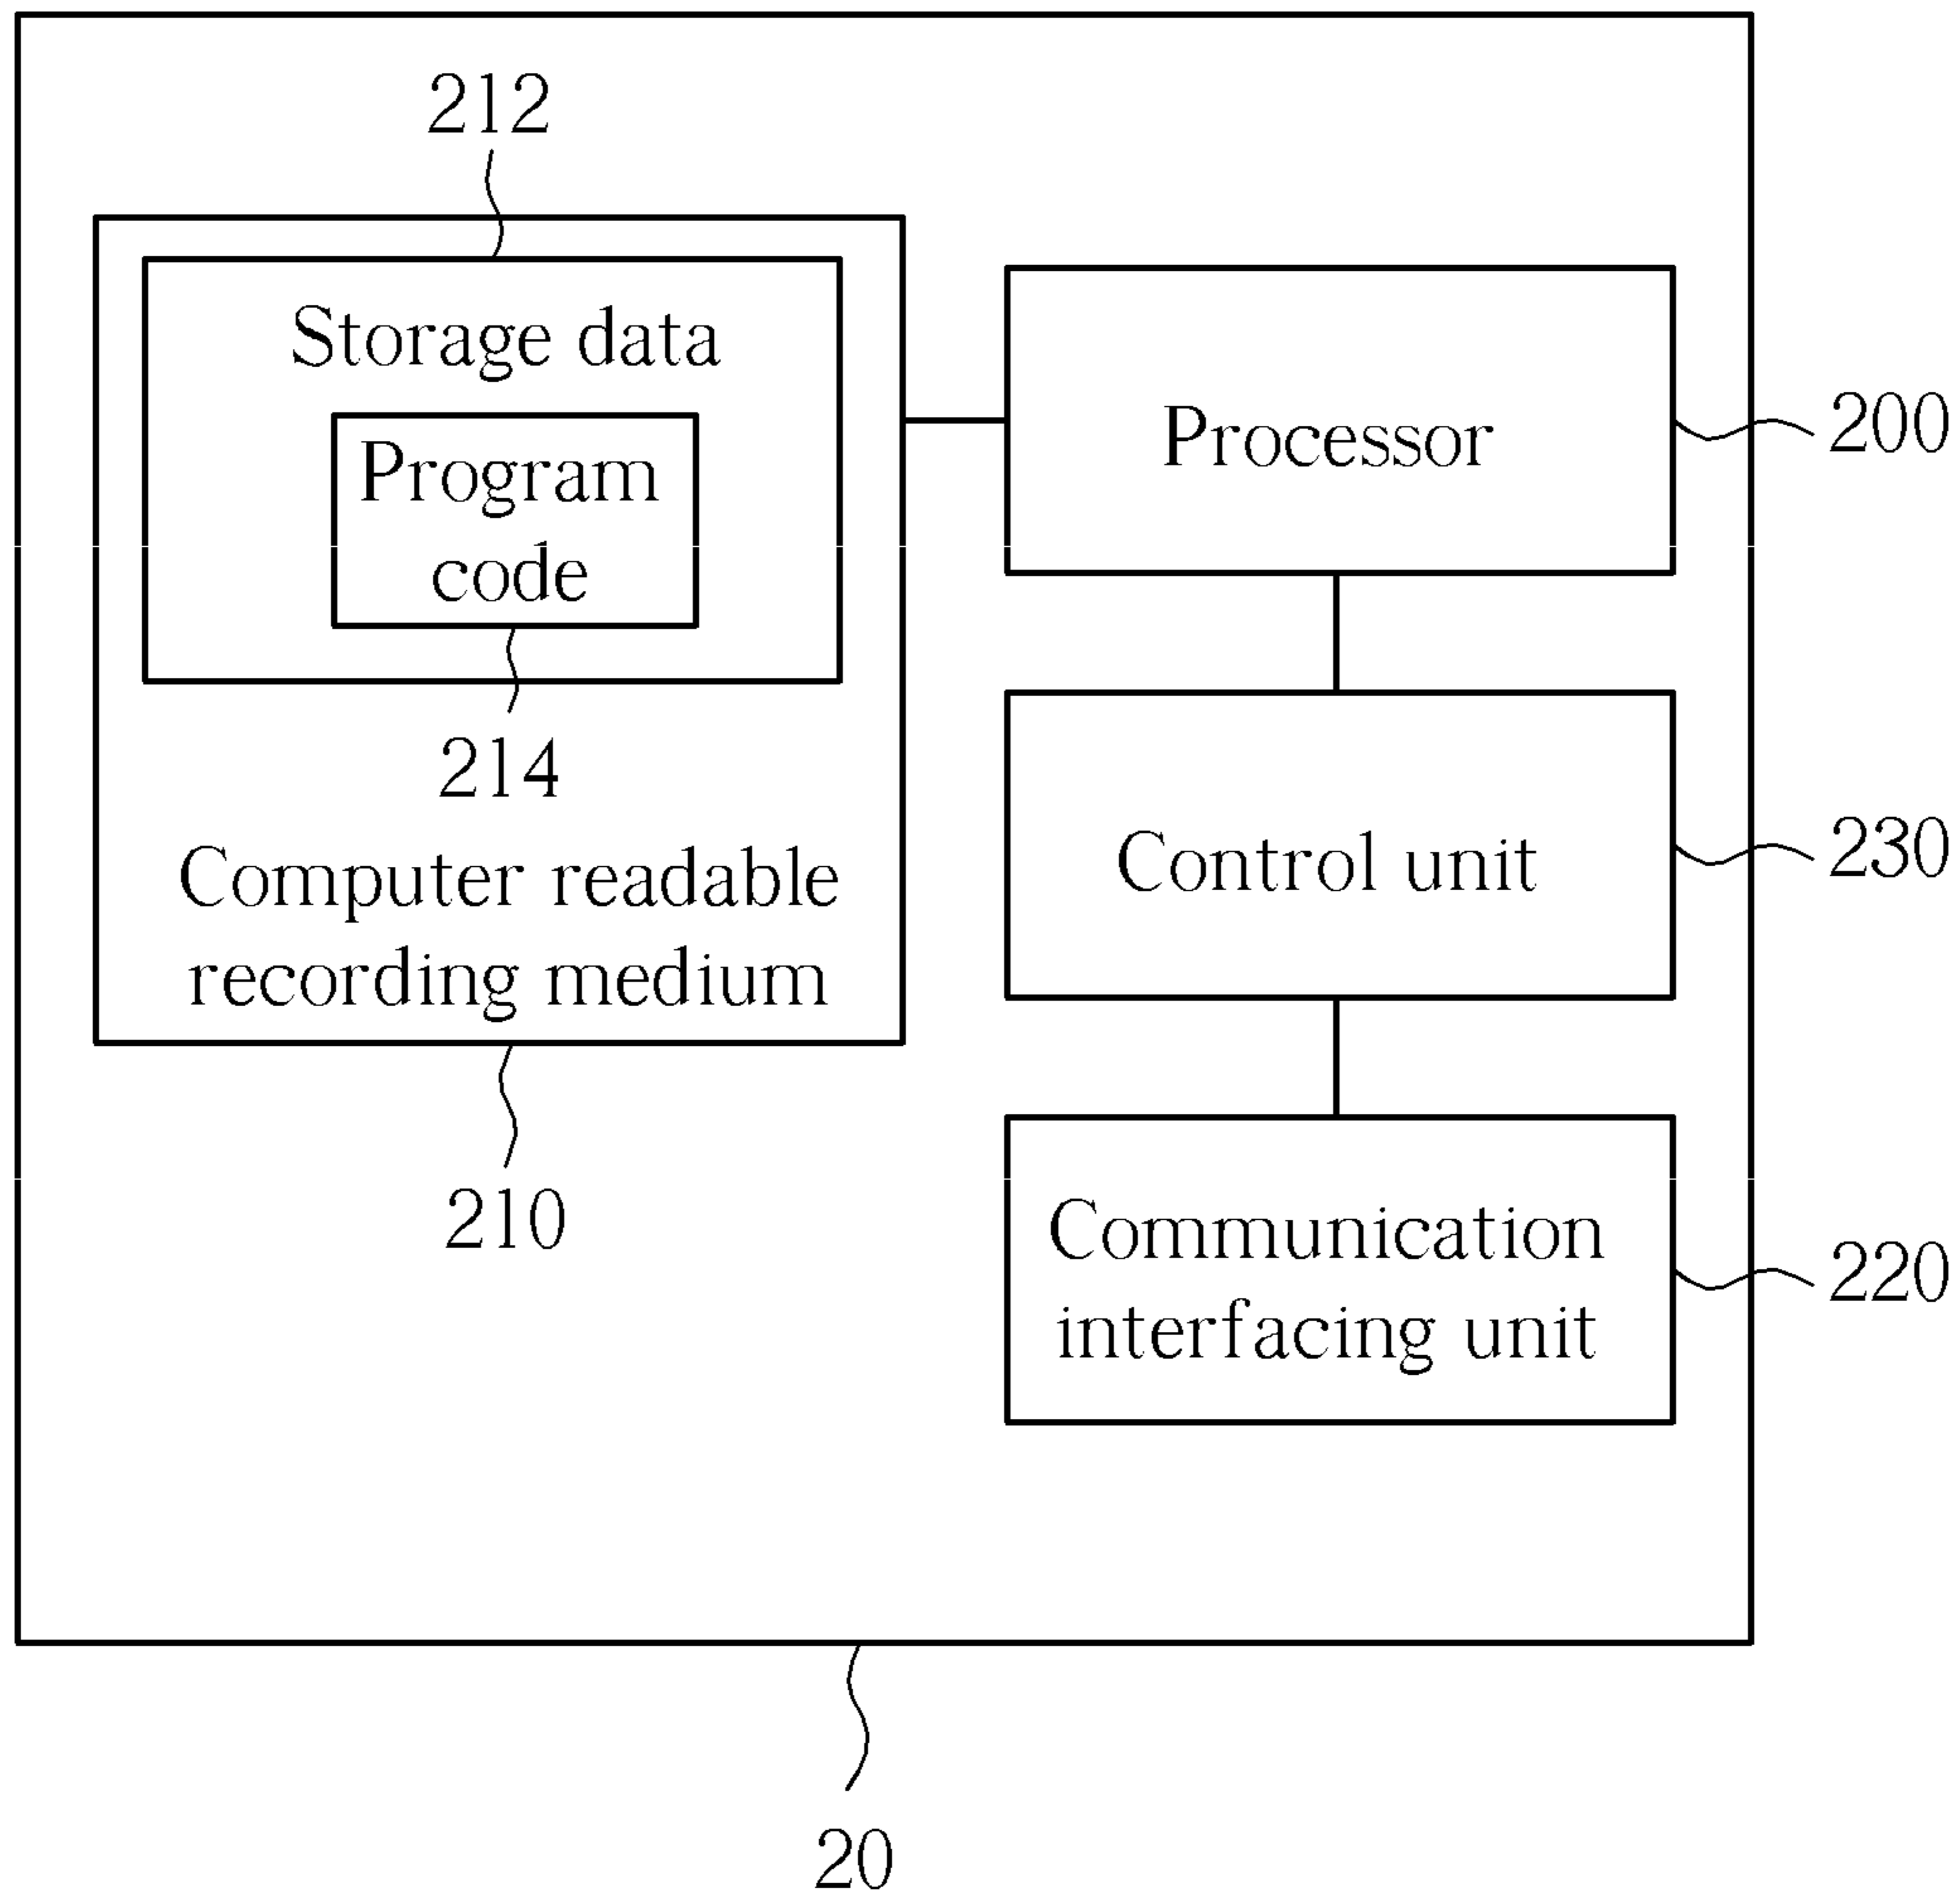 212
Storage data
Program
code
214
Computer readable
recording medium
210
Processor
200
Control unit
230
Communication
interfacing unit
220
20